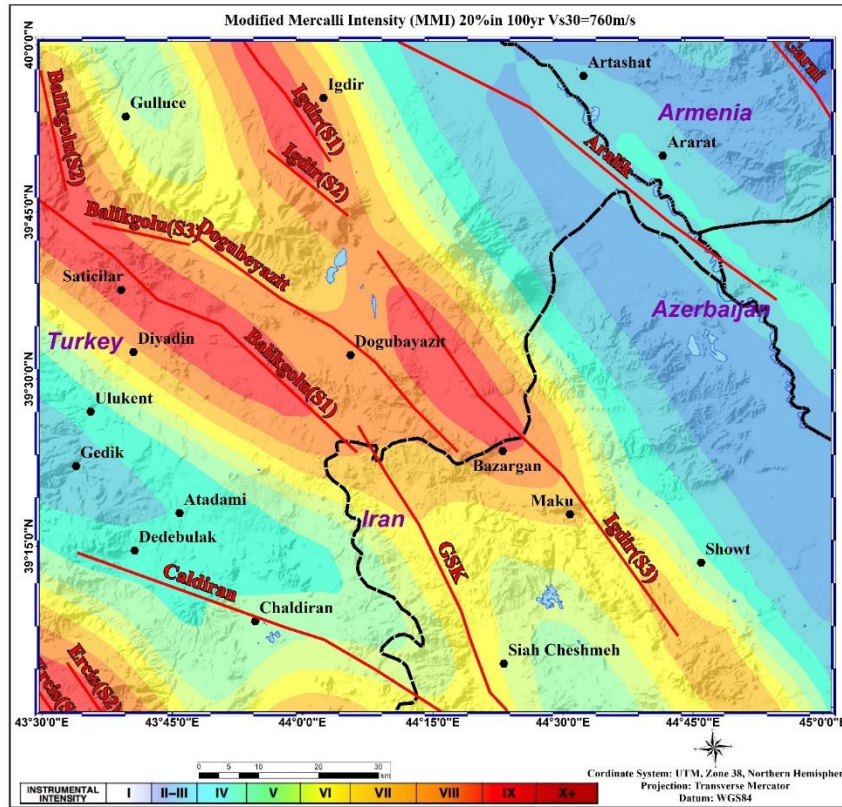 Modified Mercalli Intensity (MMI) 20%in 100yr Vs30=760m/s
40°0'0"N
39°45'0"N
39°30'0"N
39°15'0"N
Balikgolu(S2)
Gulluce
Igdir(S1)
Igdir
Igdir(S2)
Artashat
Garni
Armenia
Ararat
Aralik
Balikgolu(S3)
Dogubeyazit
Saticilar
Azerbaijan
Turkey
Diyadin
Dogubayazit
Balikgolu(S1)
Ulukent
Gedik
Bazargan
Atadami
Iran
Maku
Dedebulak
GSK
Igdir(S3)
Showt
Caldiran
Chaldiran
Siah Cheshmeh
Ercis(S2)
Ercis(S
43°30'0"E
43°45'0"E
44°0'0"E
44°15'0"E
44°30'0"E
44°45'0"E
45°0'0"E
0 5 10 20 30
km
INSTRUMENTAL INTENSITY I II–III IV V VI VII VIII IX X+
Cordinate System: UTM, Zone 38, Northern Hemisphere
Projection: Transverse Mercator
Datum: WGS84